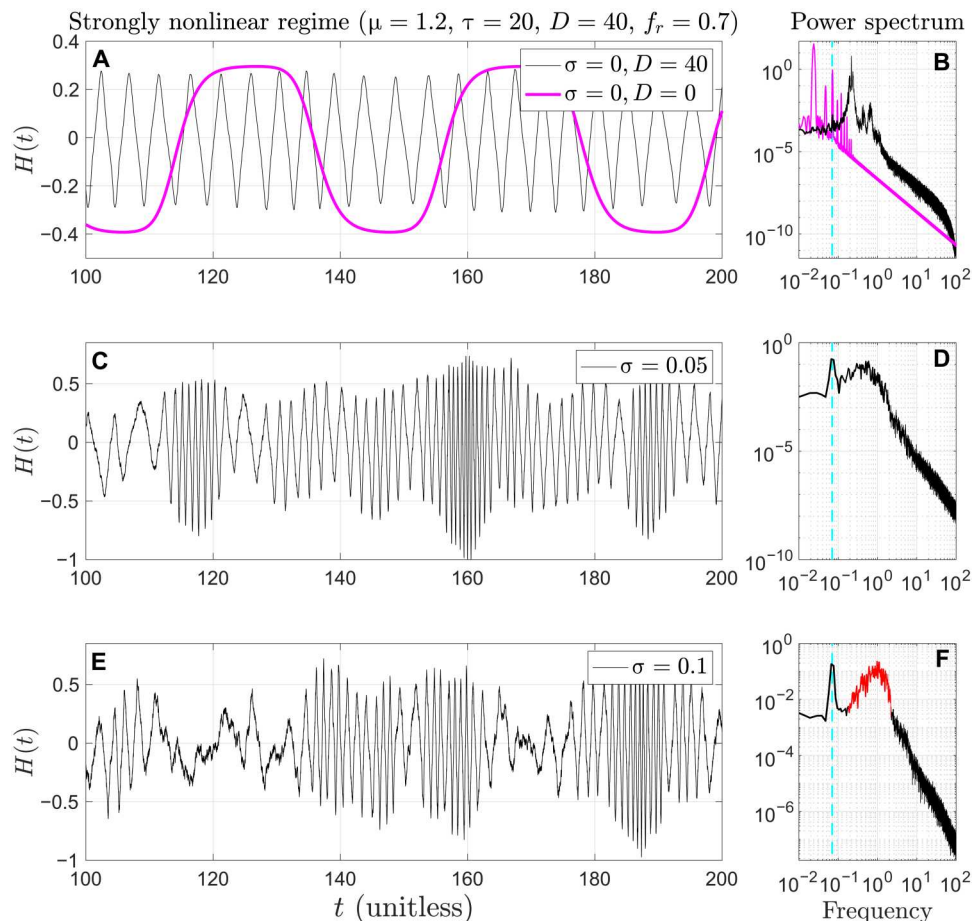 Strongly nonlinear regime (μ = 1.2, τ = 20, D = 40, f_r = 0.7)
Power spectrum
A
σ = 0, D = 40
σ = 0, D = 0
H(t)
0.4
0.2
0
−0.2
−0.4
100 120 140 160 180 200
B
10^0
10^-5
10^-10
10^-2 10^-1 10^0 10^1 10^2
C
σ = 0.05
H(t)
0.5
0
−0.5
−1
100 120 140 160 180 200
D
10^0
10^-5
10^-10
10^-2 10^-1 10^0 10^1 10^2
E
σ = 0.1
H(t)
0.5
0
−0.5
−1
100 120 140 160 180 200
t (unitless)
F
10^0
10^-2
10^-4
10^-6
10^-2 10^-1 10^0 10^1 10^2
Frequency